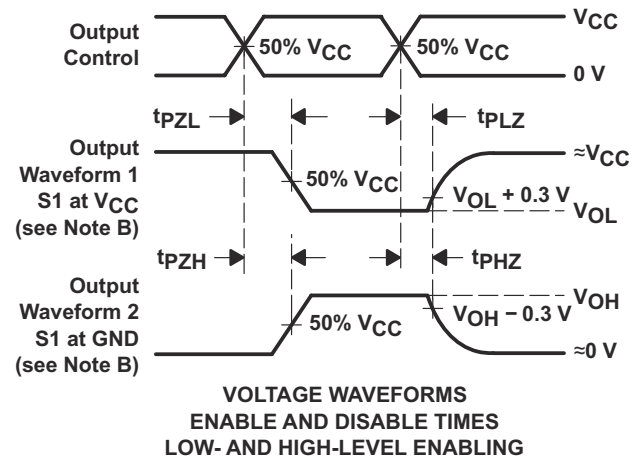 Output
Control
50% VCC
50% VCC
VCC
0 V
tPZL
tPLZ
Output
Waveform 1
S1 at VCC
(see Note B)
50% VCC
≈VCC
VOL + 0.3 V
VOL
tPZH
tPHZ
Output
Waveform 2
S1 at GND
(see Note B)
50% VCC
VOH
VOH − 0.3 V
≈0 V
VOLTAGE WAVEFORMS
ENABLE AND DISABLE TIMES
LOW- AND HIGH-LEVEL ENABLING